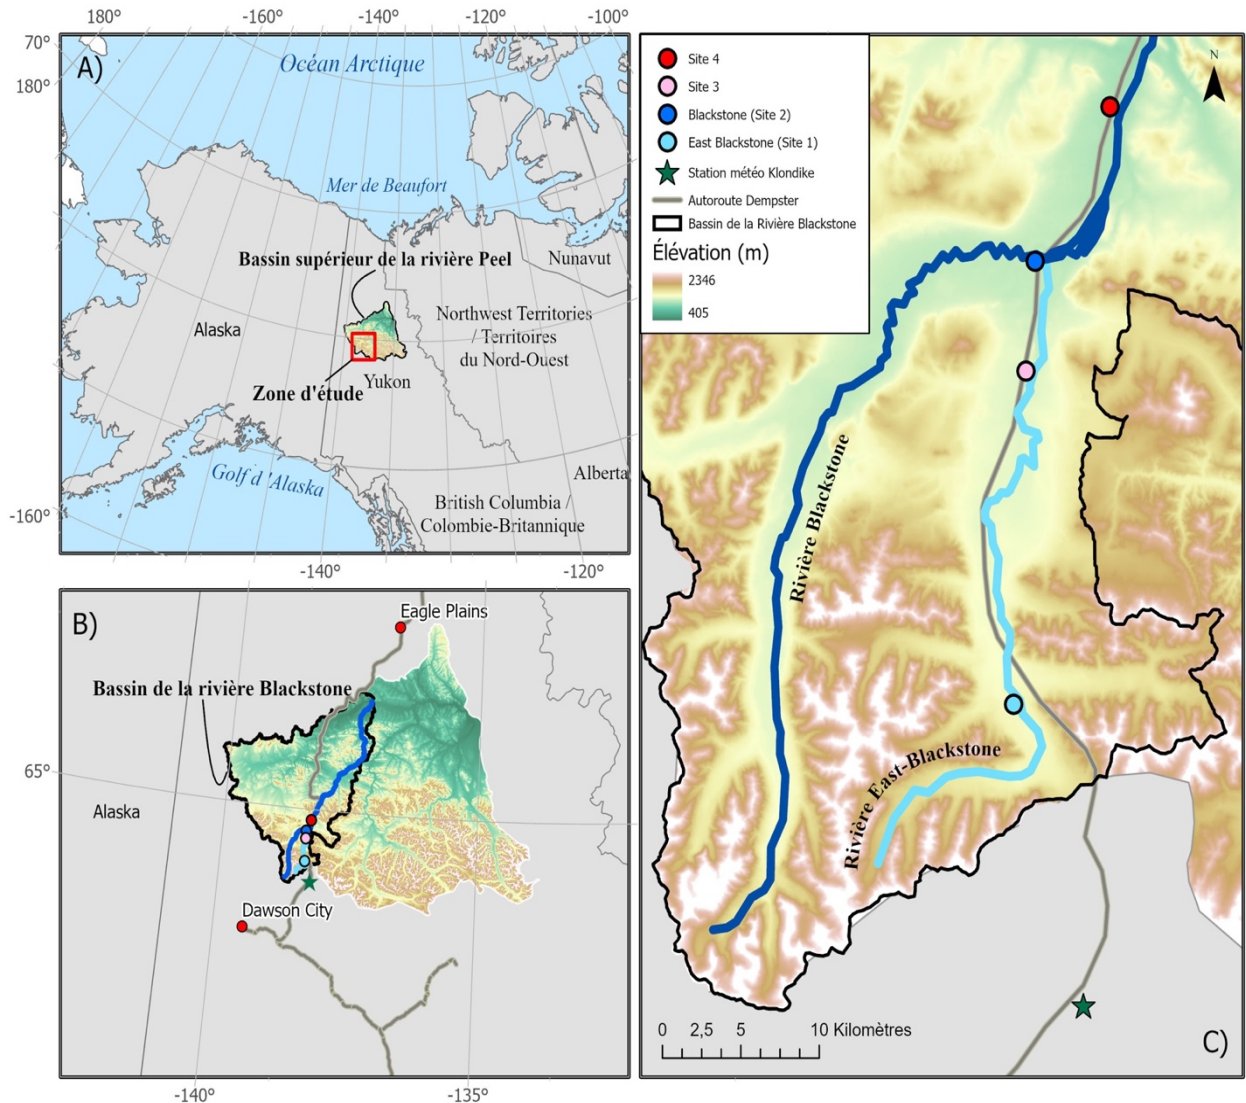 180°
-160°
-140°
-120°
-100°
70°
180°
-160°
A)
Océan Arctique
Mer de Beaufort
Bassin supérieur de la rivière Peel
Nunavut
Alaska
Northwest Territories
/ Territoires
du Nord-Ouest
Zone d'étude
Yukon
Golf d'Alaska
Alberta
British Columbia /
Colombie-Britannique
-140°
-120°
B)
Eagle Plains
Bassin de la rivière Blackstone
65°
Alaska
Dawson City
-140°
-135°
Site 4
Site 3
Blackstone (Site 2)
East Blackstone (Site 1)
Station météo Klondike
Autoroute Dempster
Bassin de la Rivière Blackstone
Élévation (m)
2346
405
N
Rivière Blackstone
Rivière East-Blackstone
0 2,5 5 10 Kilomètres
C)